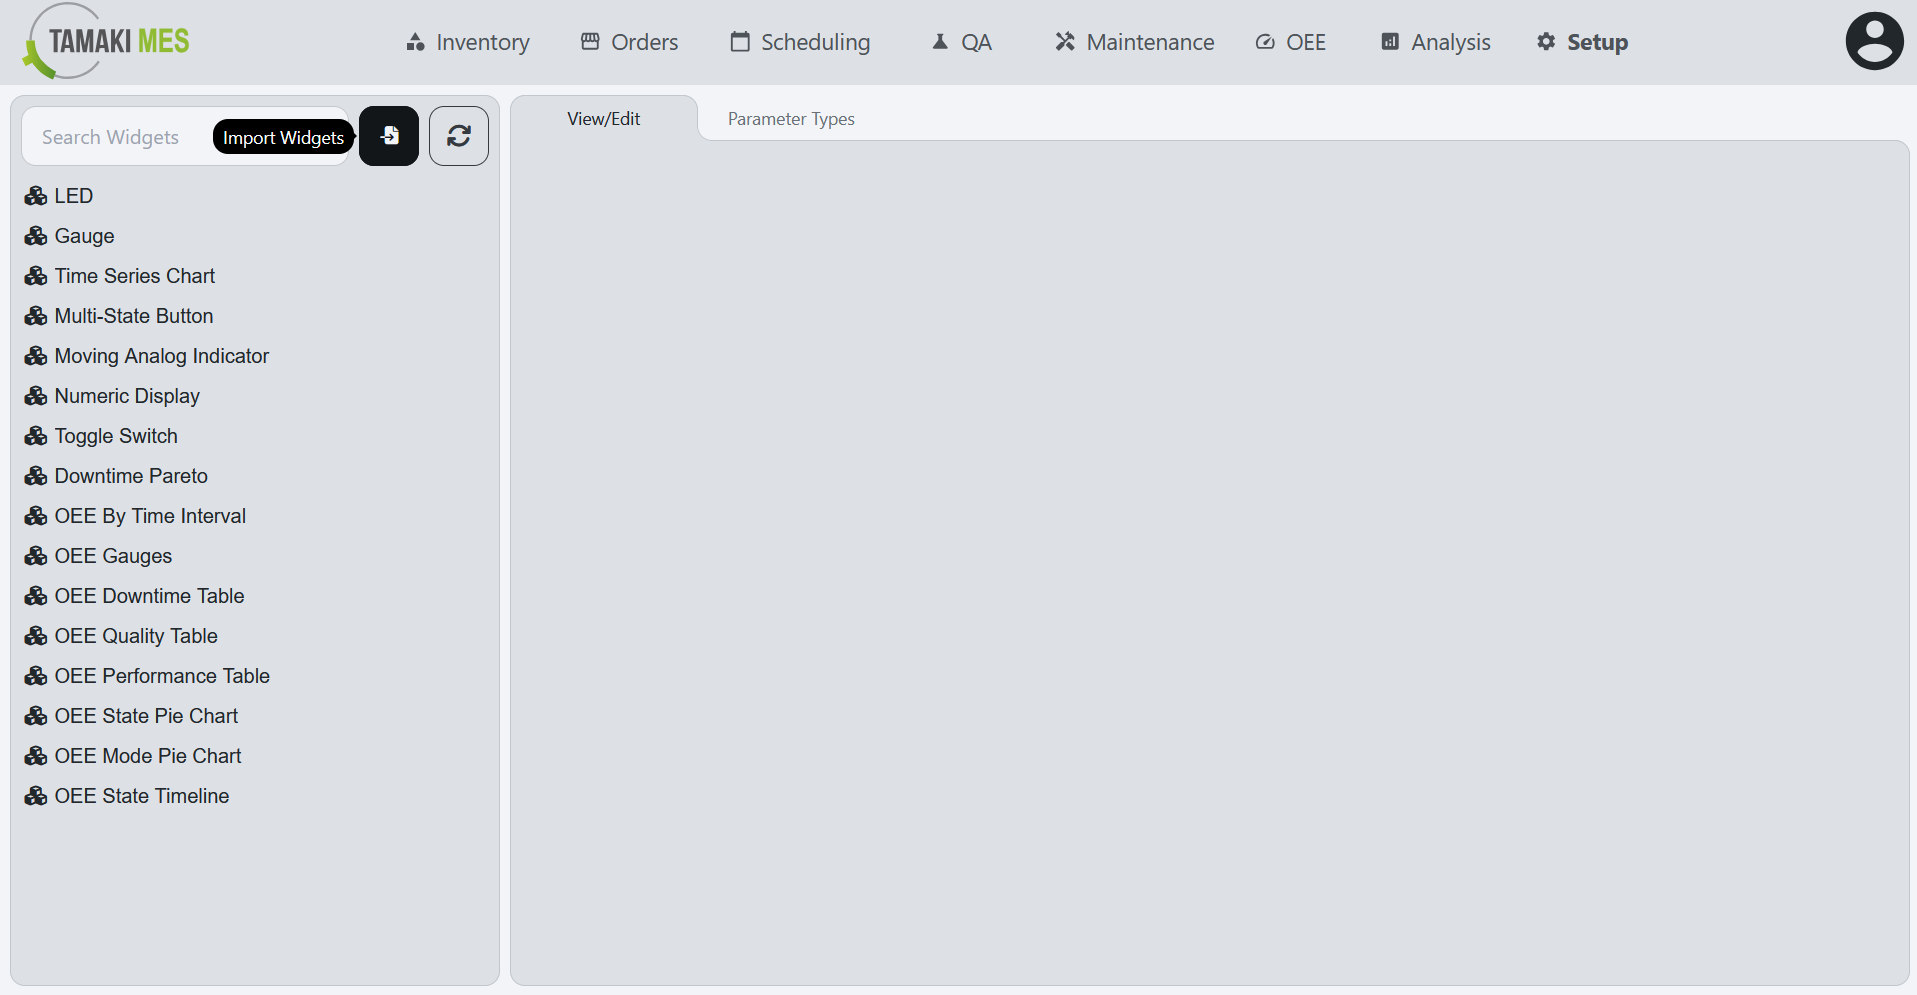 TAMAKI MES
Inventory
Orders
Scheduling
QA
Maintenance
OEE
Analysis
Setup
Search Widgets
Import Widgets
View/Edit
Parameter Types
LED
Gauge
Time Series Chart
Multi-State Button
Moving Analog Indicator
Numeric Display
Toggle Switch
Downtime Pareto
OEE By Time Interval
OEE Gauges
OEE Downtime Table
OEE Quality Table
OEE Performance Table
OEE State Pie Chart
OEE Mode Pie Chart
OEE State Timeline